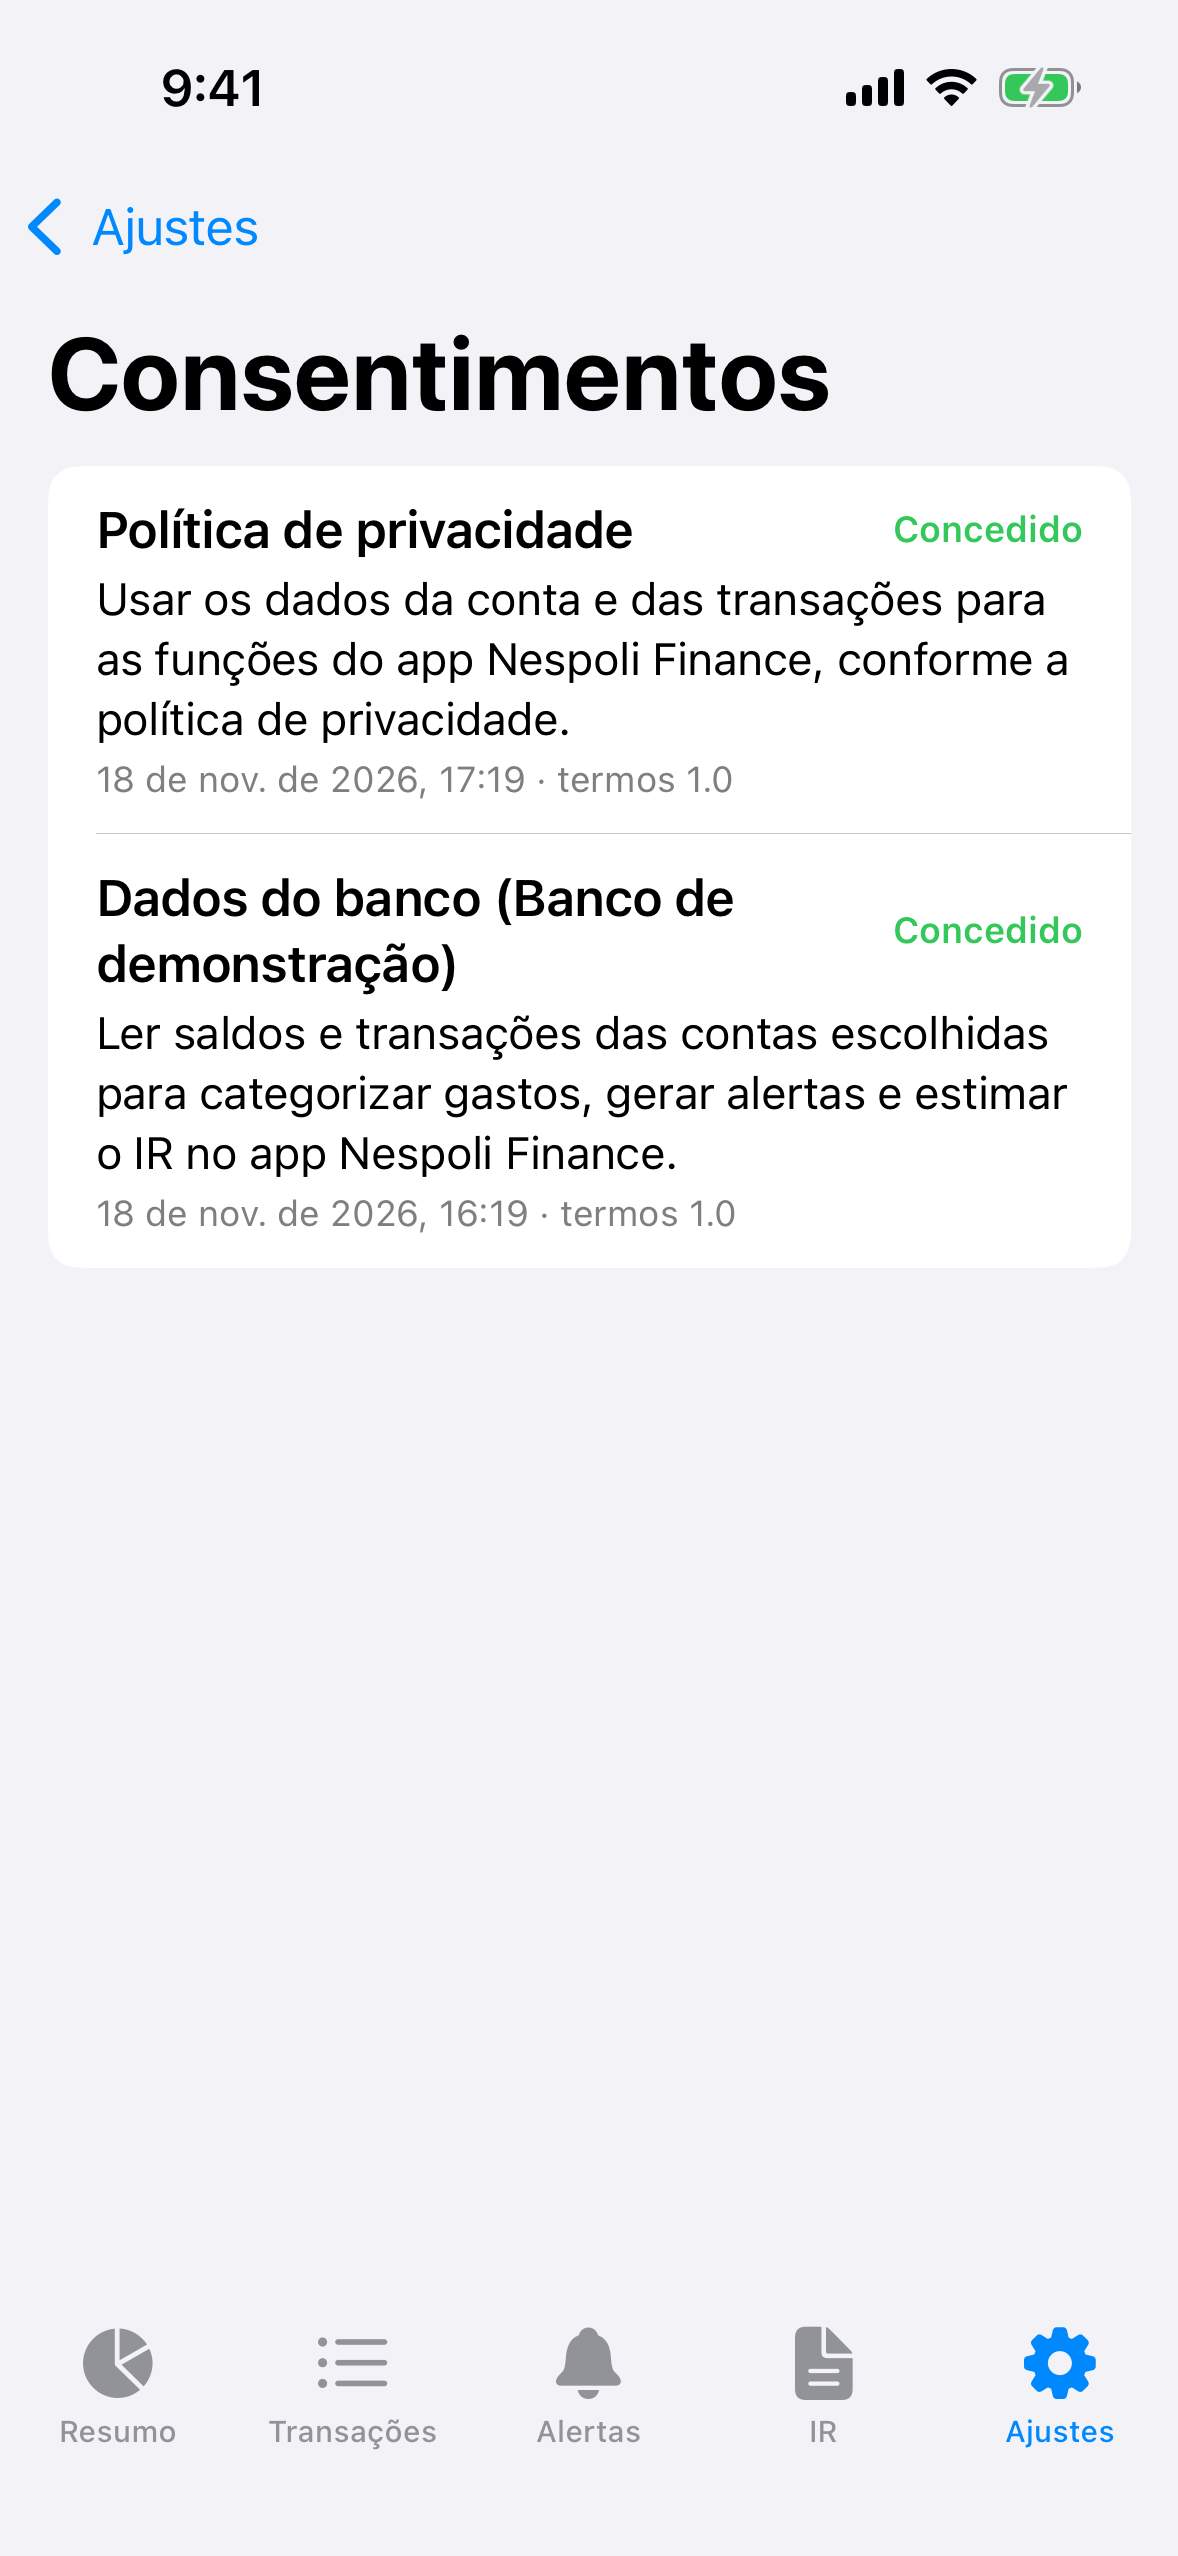 9:41
Ajustes
Consentimentos
Política de privacidade
Concedido
Usar os dados da conta e das transações para
as funções do app Nespoli Finance, conforme a
política de privacidade.
18 de nov. de 2026, 17:19 · termos 1.0
Dados do banco (Banco de
demonstração)
Concedido
Ler saldos e transações das contas escolhidas
para categorizar gastos, gerar alertas e estimar
o IR no app Nespoli Finance.
18 de nov. de 2026, 16:19 · termos 1.0
Resumo
Transações
Alertas
IR
Ajustes